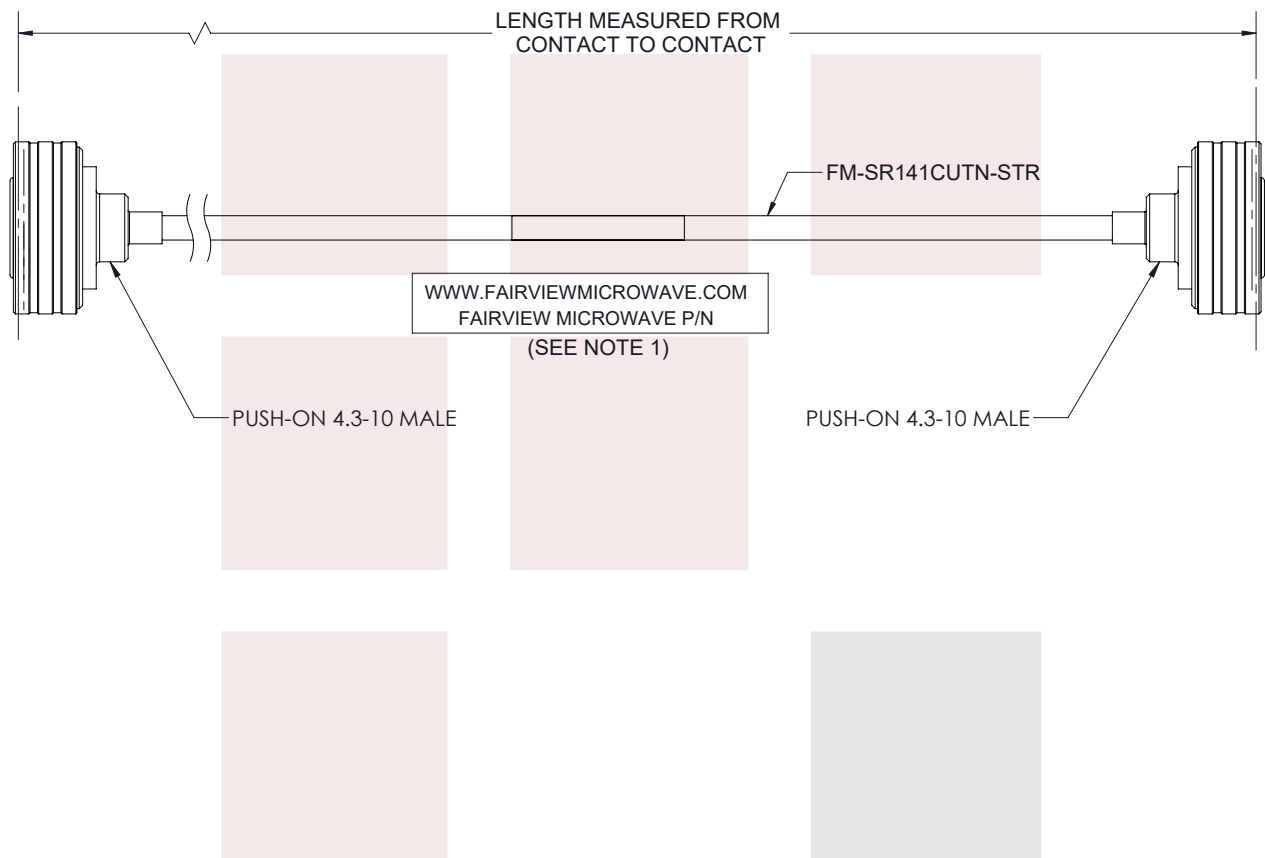 LENGTH MEASURED FROM
CONTACT TO CONTACT
FM-SR141CUTN-STR
WWW.FAIRVIEWMICROWAVE.COM
FAIRVIEW MICROWAVE P/N
(SEE NOTE 1)
PUSH-ON 4.3-10 MALE
PUSH-ON 4.3-10 MALE